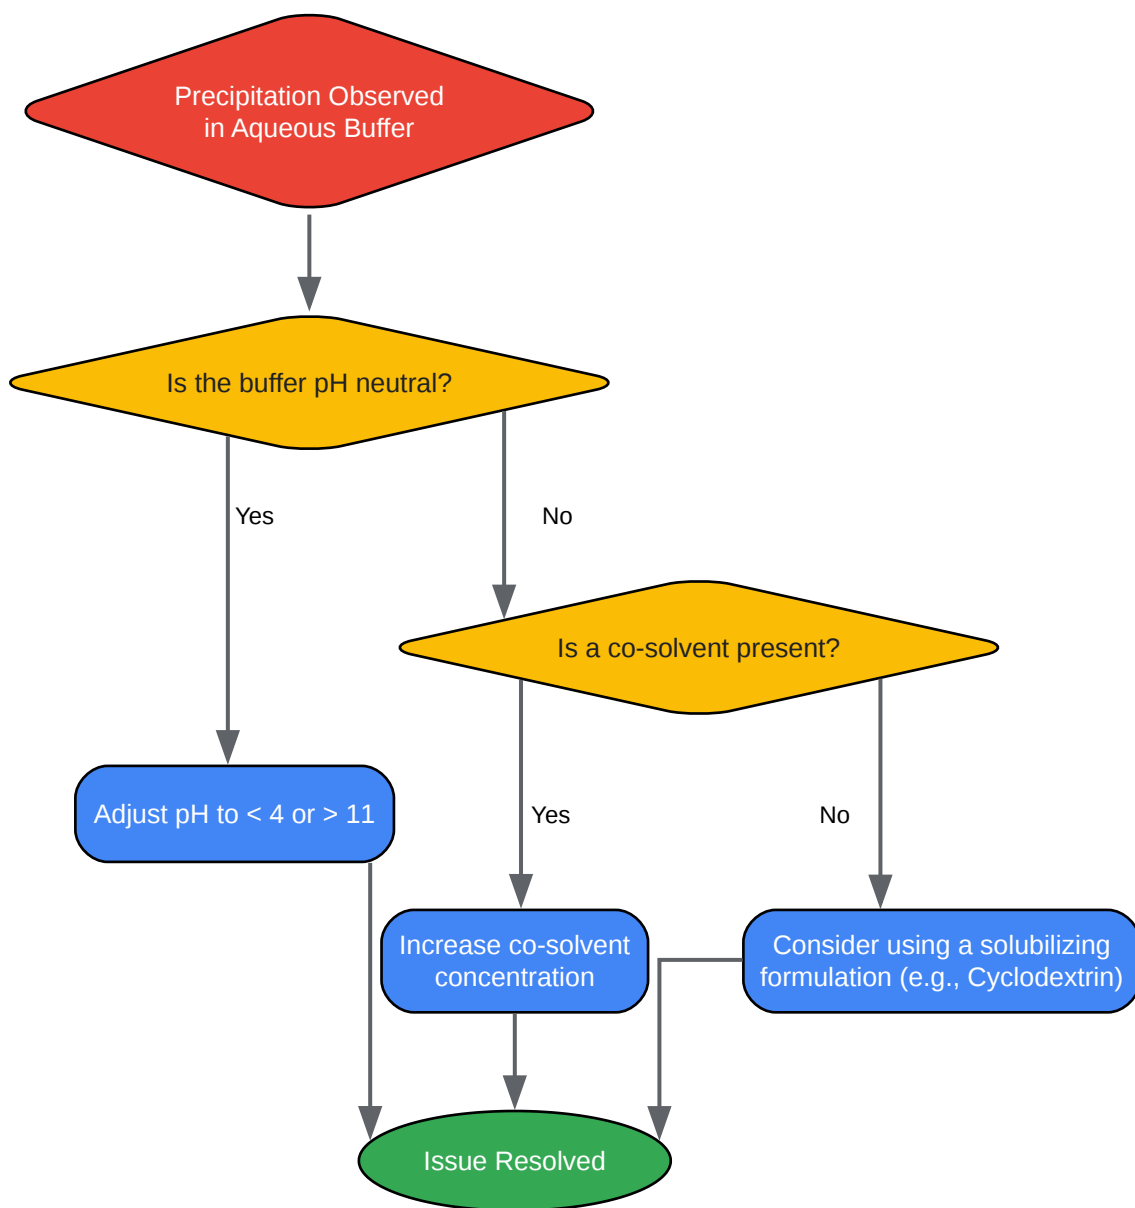 Precipitation Observed
in Aqueous Buffer
Is the buffer pH neutral?
Yes
No
Is a co-solvent present?
Adjust pH to < 4 or > 11
Yes
No
Increase co-solvent
concentration
Consider using a solubilizing
formulation (e.g., Cyclodextrin)
Issue Resolved